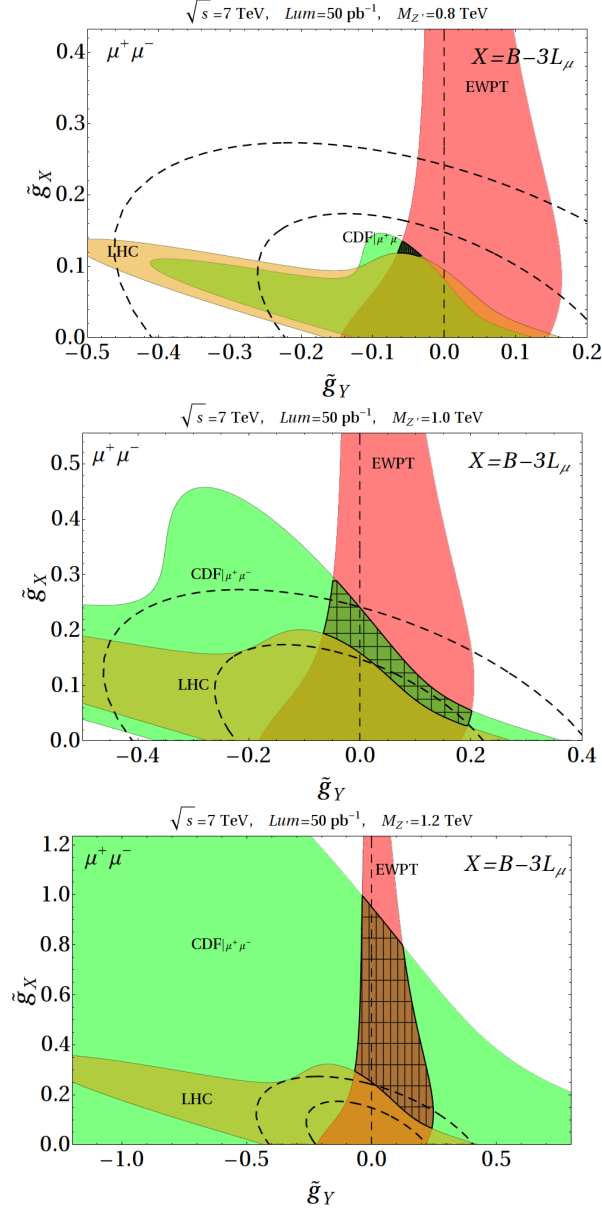 √s =7 TeV, Lum=50 pb⁻¹, M_Z'=0.8 TeV
μ⁺μ⁻
X=B−3L_μ
EWPT
CDF|μ⁺μ⁻
LHC
g̃_X
0.4
0.3
0.2
0.1
0.0
−0.5 −0.4 −0.3 −0.2 −0.1 0.0 0.1 0.2
g̃_Y
√s =7 TeV, Lum=50 pb⁻¹, M_Z'=1.0 TeV
μ⁺μ⁻
X=B−3L_μ
EWPT
CDF|μ⁺μ⁻
LHC
g̃_X
0.5
0.4
0.3
0.2
0.1
0.0
−0.4 −0.2 0.0 0.2 0.4
g̃_Y
√s =7 TeV, Lum=50 pb⁻¹, M_Z'=1.2 TeV
μ⁺μ⁻
X=B−3L_μ
EWPT
CDF|μ⁺μ⁻
LHC
g̃_X
1.2
1.0
0.8
0.6
0.4
0.2
0.0
−1.0 −0.5 0.0 0.5
g̃_Y